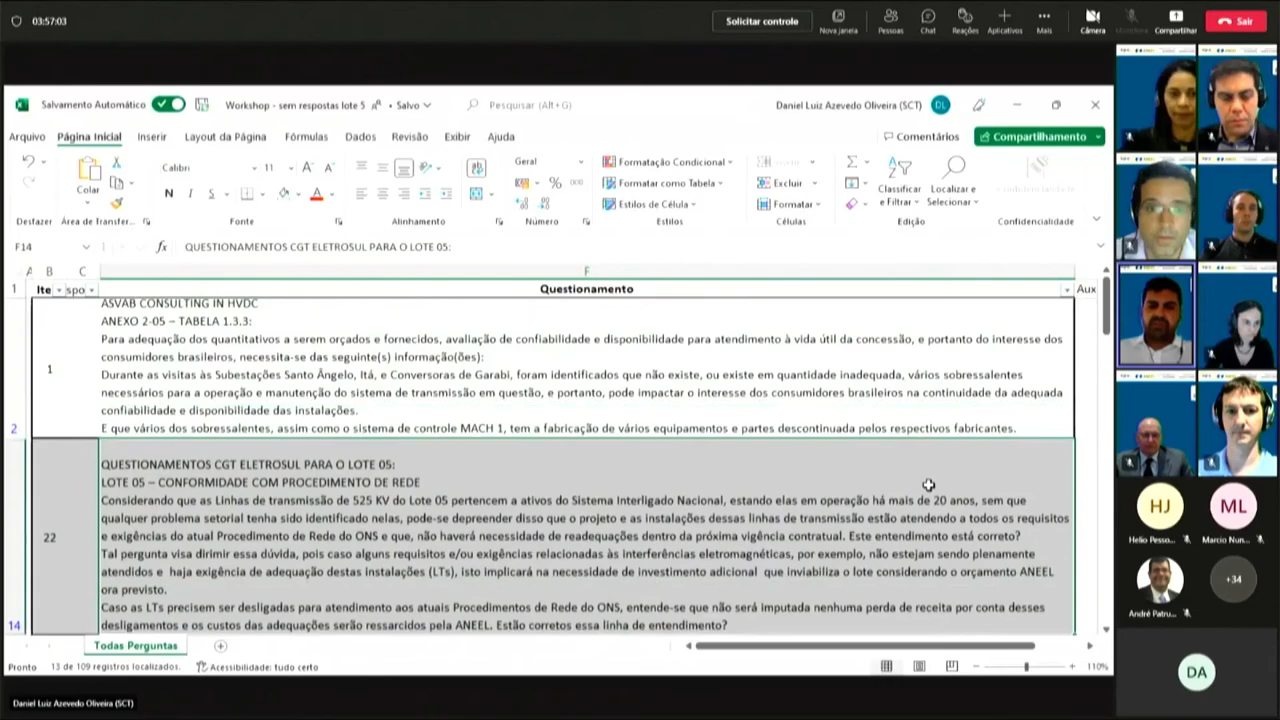 03:57:03
Solicitar controle
Nova janela
Pessoas
Chat
Reações
Aplicativos
Mais
Câmera
Compartilhar
Sair
Salvamento Automático
Workshop - sem respostas lote 5
• Salvo
Pesquisar (Alt+G)
Daniel Luiz Azevedo Oliveira (SCT)
DL
Arquivo
Página Inicial
Inserir
Layout da Página
Fórmulas
Dados
Revisão
Exibir
Ajuda
Comentários
Compartilhamento
Colar
Calibri
11
N
I
S
Geral
Formatação Condicional
Formatar como Tabela
Estilos de Célula
Excluir
Formatar
Classificar e Filtrar
Localizar e Selecionar
Desfazer
Área de Transfer...
Fonte
Alinhamento
Número
Estilos
Células
Edição
Confidencialidade
F14
fx
QUESTIONAMENTOS CGT ELETROSUL PARA O LOTE 05:
A B C F
1 Ite spo Questionamento Aux
ASVAB CONSULTING IN HVDC
ANEXO 2-05 – TABELA 1.3.3:
Para adequação dos quantitativos a serem orçados e fornecidos, avaliação de confiabilidade e disponibilidade para atendimento à vida útil da concessão, e portanto do interesse dos
consumidores brasileiros, necessita-se das seguinte(s) informação(ões):
1
Durante as visitas às Subestações Santo Ângelo, Itá, e Conversoras de Garabi, foram identificados que não existe, ou existe em quantidade inadequada, vários sobressalentes
necessários para a operação e manutenção do sistema de transmissão em questão, e portanto, pode impactar o interesse dos consumidores brasileiros na continuidade da adequada
confiabilidade e disponibilidade das instalações.
2
E que vários dos sobressalentes, assim como o sistema de controle MACH 1, tem a fabricação de vários equipamentos e partes descontinuada pelos respectivos fabricantes.
QUESTIONAMENTOS CGT ELETROSUL PARA O LOTE 05:
LOTE 05 – CONFORMIDADE COM PROCEDIMENTO DE REDE
Considerando que as Linhas de transmissão de 525 KV do Lote 05 pertencem a ativos do Sistema Interligado Nacional, estando elas em operação há mais de 20 anos, sem que
qualquer problema setorial tenha sido identificado nelas, pode-se depreender disso que o projeto e as instalações dessas linhas de transmissão estão atendendo a todos os requisitos
22
e exigências do atual Procedimento de Rede do ONS e que, não haverá necessidade de readequações dentro da próxima vigência contratual. Este entendimento está correto?
Tal pergunta visa dirimir essa dúvida, pois caso alguns requisitos e/ou exigências relacionadas às interferências eletromagnéticas, por exemplo, não estejam sendo plenamente
atendidos e haja exigência de adequação destas instalações (LTs), isto implicará na necessidade de investimento adicional que inviabiliza o lote considerando o orçamento ANEEL
ora previsto.
Caso as LTs precisem ser desligadas para atendimento aos atuais Procedimentos de Rede do ONS, entende-se que não será imputada nenhuma perda de receita por conta desses
14
desligamentos e os custos das adequações serão ressarcidos pela ANEEL. Estão corretos essa linha de entendimento?
Todas Perguntas
Pronto
13 de 109 registros localizados.
Acessibilidade: tudo certo
110%
Daniel Luiz Azevedo Oliveira (SCT)
HJ
ML
Helio Pesso...
Marcio Nun...
+34
André Patru...
DA